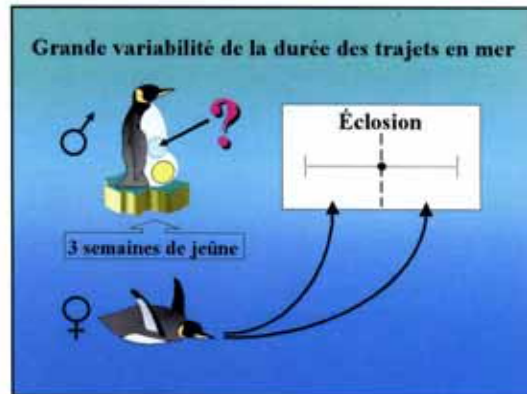 Grande variabilité de la durée des trajets en mer
♂
?
Éclosion
3 semaines de jeûne
♀